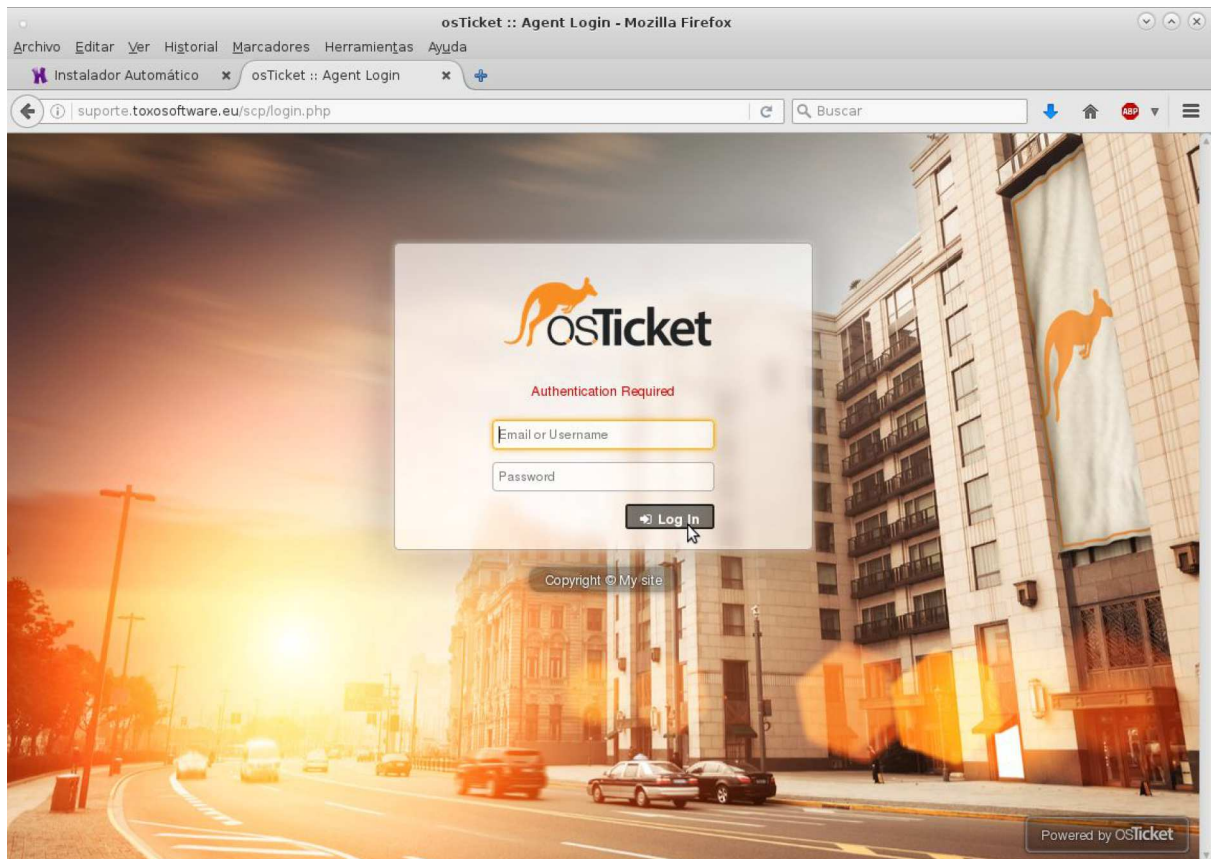 osTicket :: Agent Login - Mozilla Firefox
Archivo Editar Ver Historial Marcadores Herramientas Ayuda
Instalador Automático
osTicket :: Agent Login
suporte.toxosoftware.eu/scp/login.php
Buscar
ABP
osTicket
Authentication Required
Email or Username
Password
Log In
Copyright © My site
Powered by osTicket